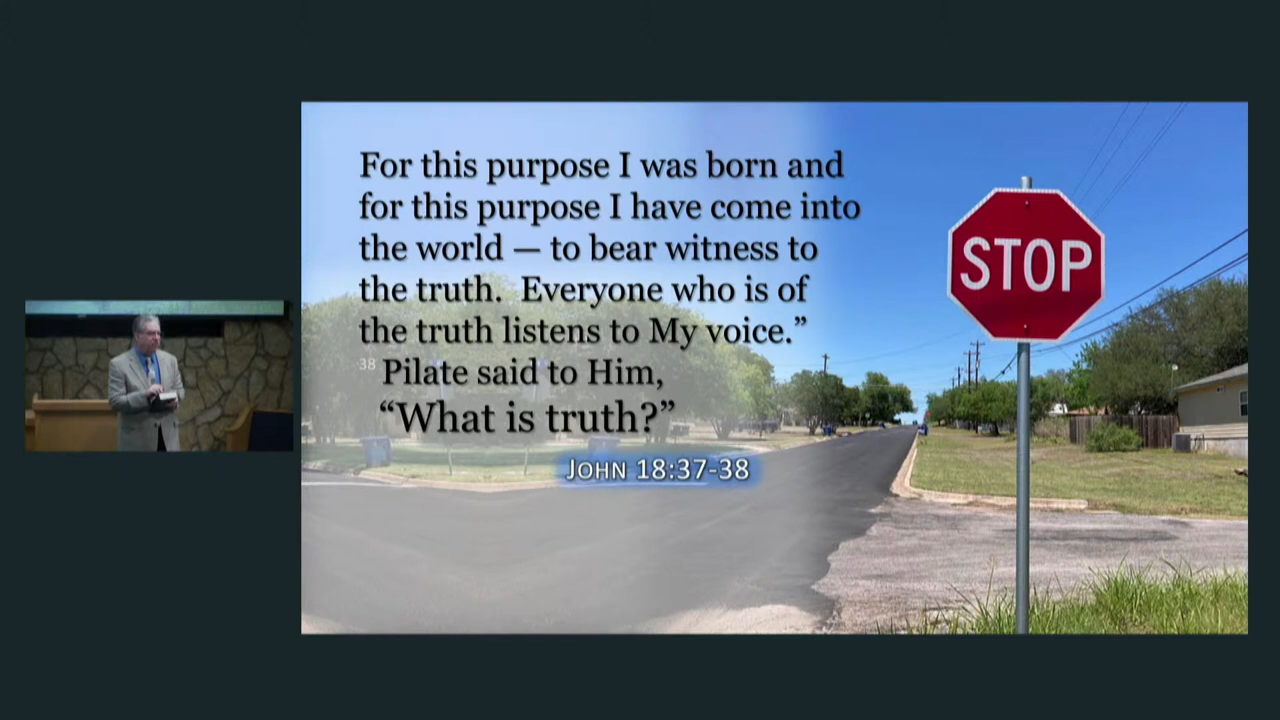 For this purpose I was born and
for this purpose I have come into
the world — to bear witness to
the truth.  Everyone who is of
the truth listens to My voice.”
38 Pilate said to Him,
“What is truth?”
John 18:37-38
STOP